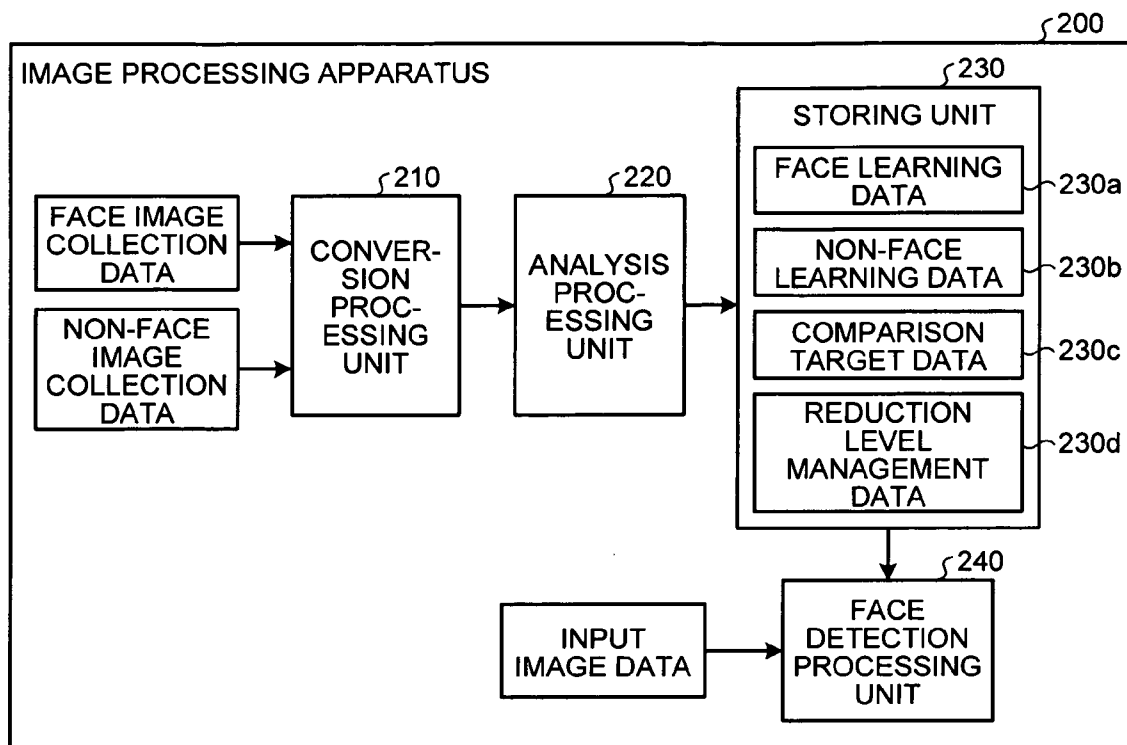 200
IMAGE PROCESSING APPARATUS
230
STORING UNIT
FACE LEARNING
DATA
230a
NON-FACE
LEARNING DATA
230b
COMPARISON
TARGET DATA
230c
REDUCTION
LEVEL
MANAGEMENT
DATA
230d
210
CONVER-
SION
PROC-
ESSING
UNIT
220
ANALYSIS
PROC-
ESSING
UNIT
FACE IMAGE
COLLECTION
DATA
NON-FACE
IMAGE
COLLECTION
DATA
240
FACE
DETECTION
PROCESSING
UNIT
INPUT
IMAGE DATA